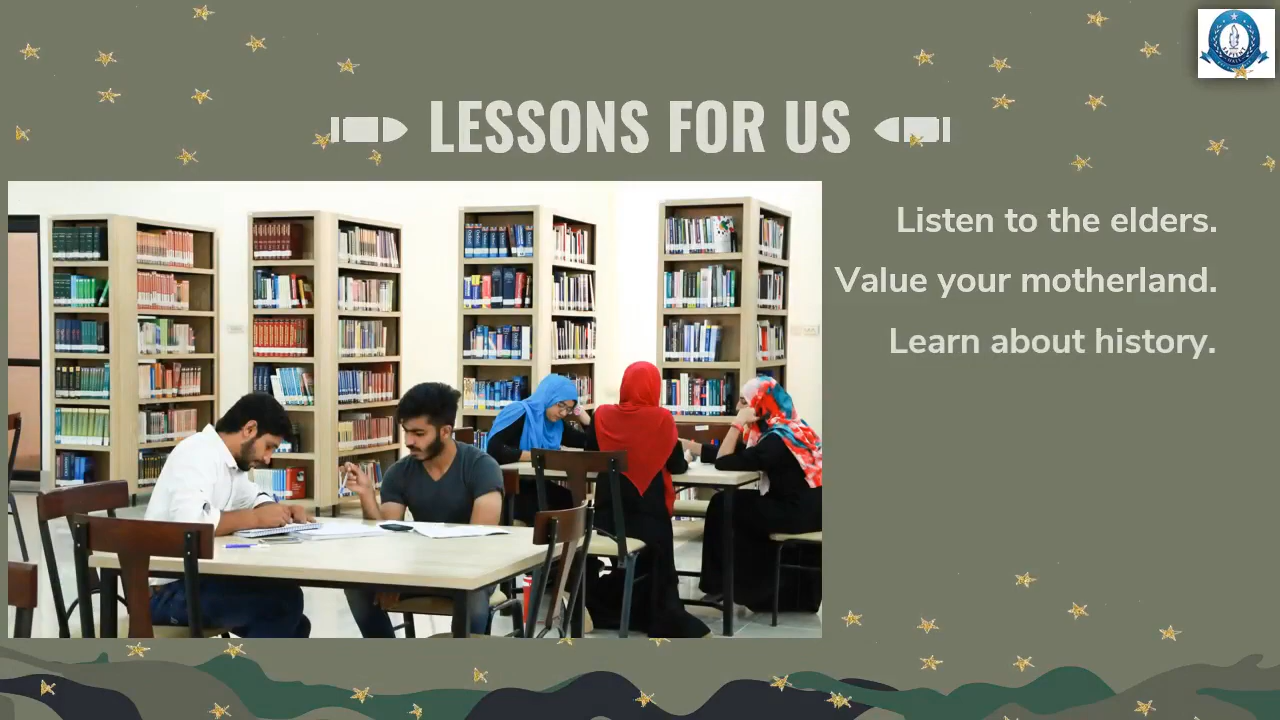 LESSONS FOR US
Listen to the elders.
Value your motherland.
Learn about history.